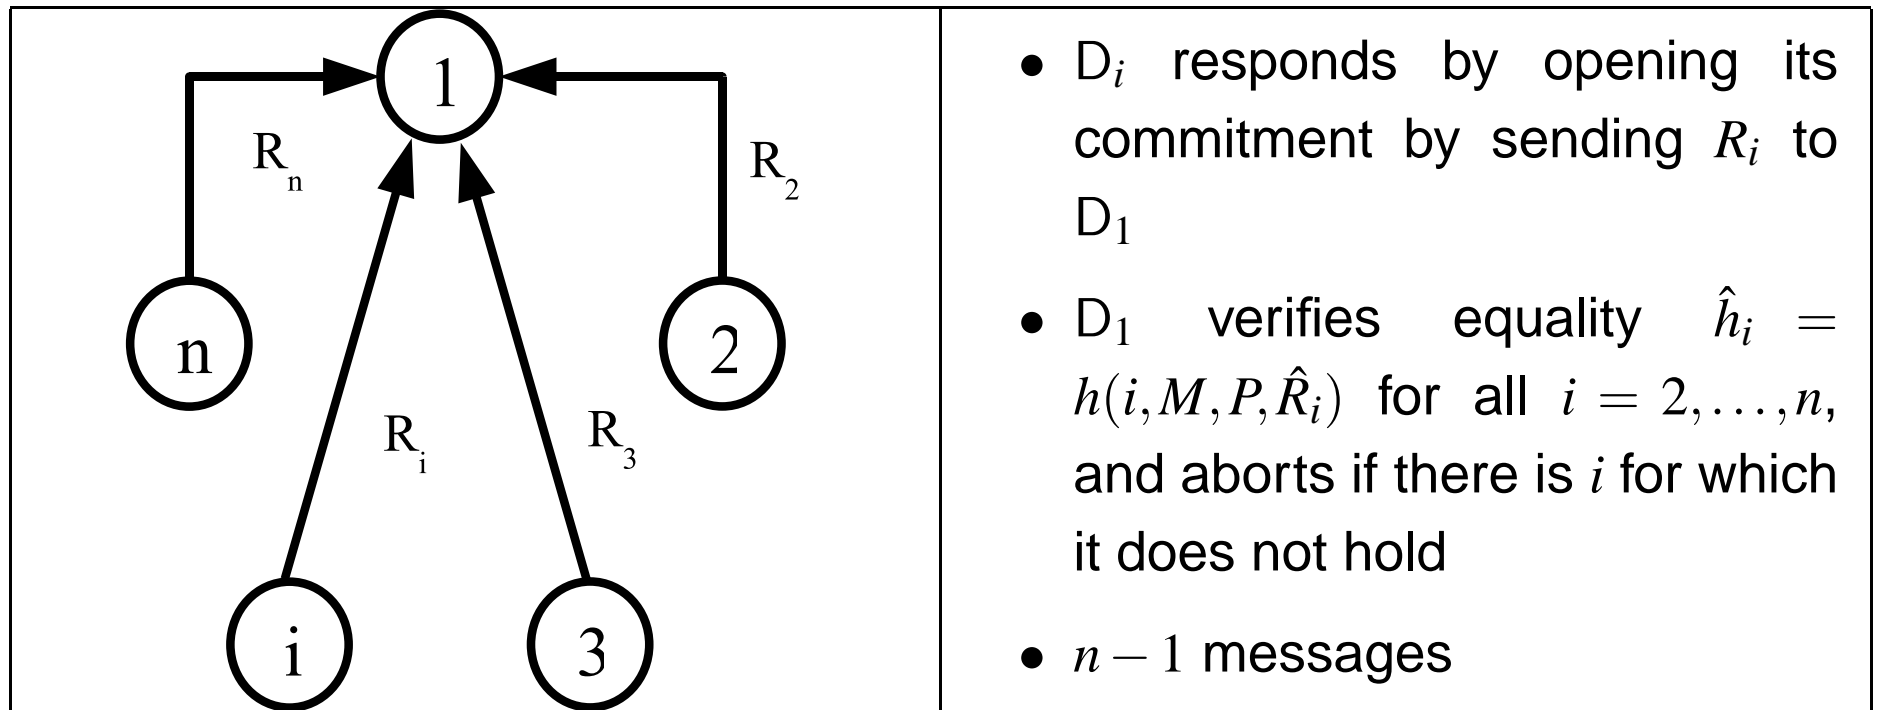 1
R_n
R_2
n
2
R_i
R_3
i
3
• D_i responds by opening its
commitment by sending R_i to
D_1
• D_1 verifies equality ĥ_i =
h(i,M,P,R̂_i) for all i = 2,...,n,
and aborts if there is i for which
it does not hold
• n − 1 messages